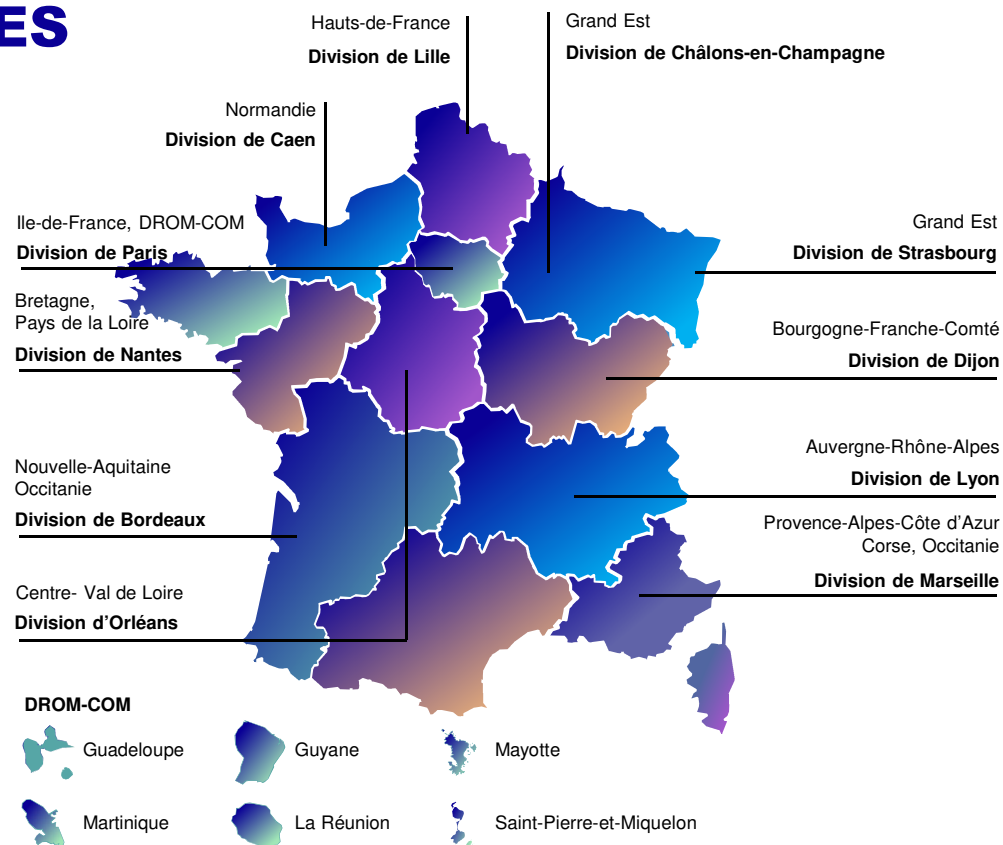 ES
Hauts-de-France
Division de Lille
Grand Est
Division de Châlons-en-Champagne
Normandie
Division de Caen
Ile-de-France, DROM-COM
Division de Paris
Grand Est
Division de Strasbourg
Bretagne,
Pays de la Loire
Division de Nantes
Bourgogne-Franche-Comté
Division de Dijon
Auvergne-Rhône-Alpes
Division de Lyon
Nouvelle-Aquitaine
Occitanie
Division de Bordeaux
Provence-Alpes-Côte d'Azur
Corse, Occitanie
Division de Marseille
Centre- Val de Loire
Division d'Orléans
DROM-COM
Guadeloupe
Guyane
Mayotte
Martinique
La Réunion
Saint-Pierre-et-Miquelon